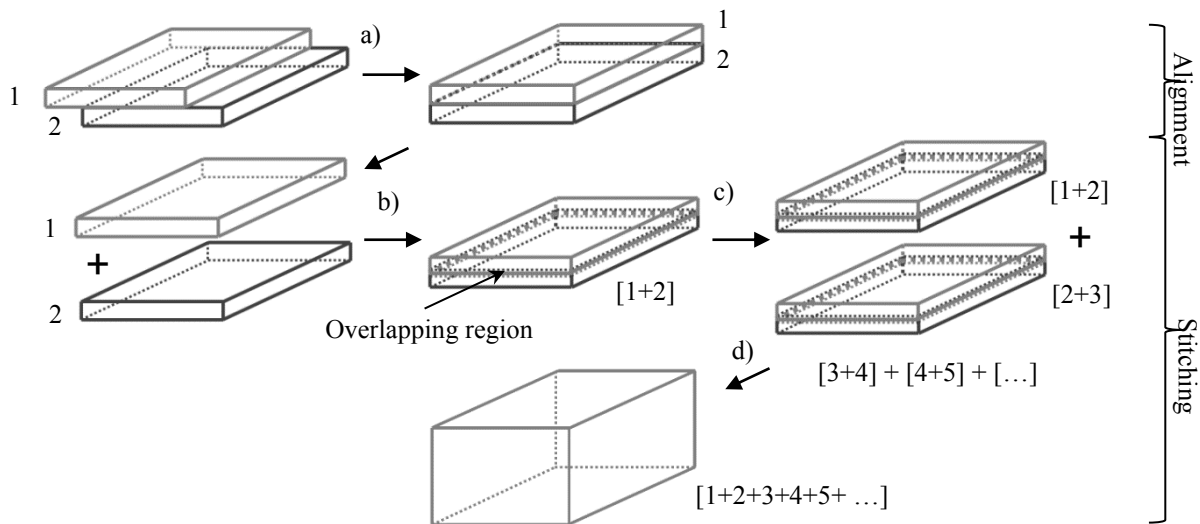 a)
1
2
1
2
Alignment
1
+
2
b)
[1+2]
Overlapping region
c)
[1+2]
+
[2+3]
[3+4] + [4+5] + […]
d)
[1+2+3+4+5+ …]
Stitching